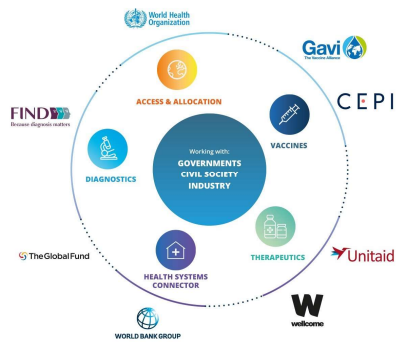 World Health
Organization
Gavi
The Vaccine Alliance
CEPI
FIND
Because diagnosis matters
ACCESS & ALLOCATION
VACCINES
DIAGNOSTICS
Working with:
GOVERNMENTS
CIVIL SOCIETY
INDUSTRY
THERAPEUTICS
HEALTH SYSTEMS
CONNECTOR
The Global Fund
Unitaid
W
wellcome
WORLD BANK GROUP